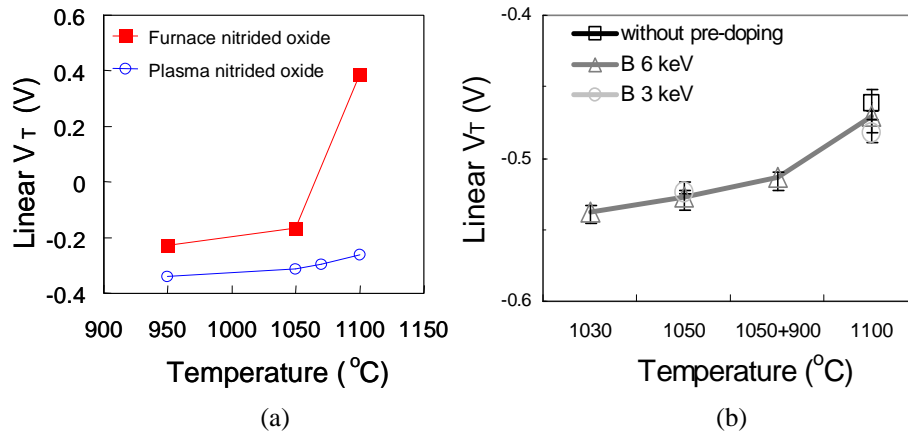 0.6
0.4
0.2
0
-0.2
-0.4
Linear V T (V)
Furnace nitrided oxide
Plasma nitrided oxide
900 950 1000 1050 1100 1150
Temperature (°C)
(a)
-0.4
-0.5
-0.6
Linear VT (V)
without pre-doping
B 6 keV
B 3 keV
1030 1050 1050+900 1100
Temperature (°C)
(b)